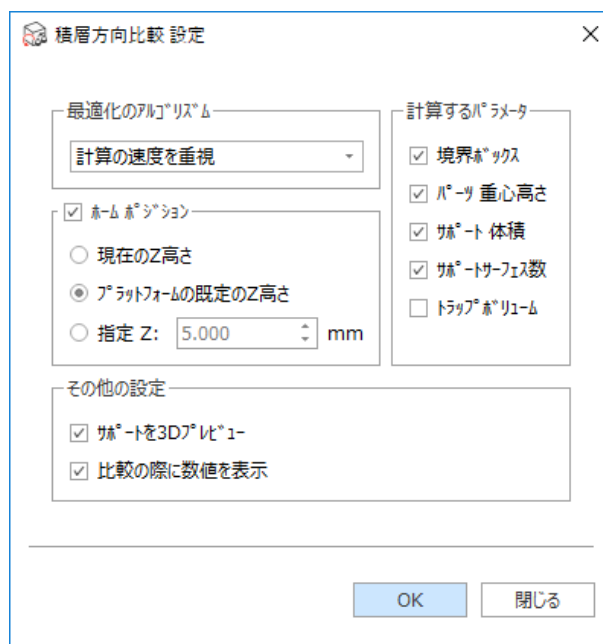 積層方向比較 設定
最適化のｱﾙｺﾞﾘｽﾞﾑ
計算の速度を重視
ﾎｰﾑ ﾎﾟｼﾞｼｮﾝ
現在のZ高さ
ﾌﾟﾗｯﾄﾌｫｰﾑの既定のZ高さ
指定 Z: 5.000 mm
計算するﾊﾟﾗﾒｰﾀ
境界ﾎﾞｯｸｽ
ﾊﾟｰﾂ 重心高さ
ｻﾎﾟｰﾄ 体積
ｻﾎﾟｰﾄｻｰﾌｪｽ数
ﾄﾗｯﾌﾟﾎﾞﾘｭｰﾑ
その他の設定
ｻﾎﾟｰﾄを3Dﾌﾟﾚﾋﾞｭｰ
比較の際に数値を表示
OK 閉じる